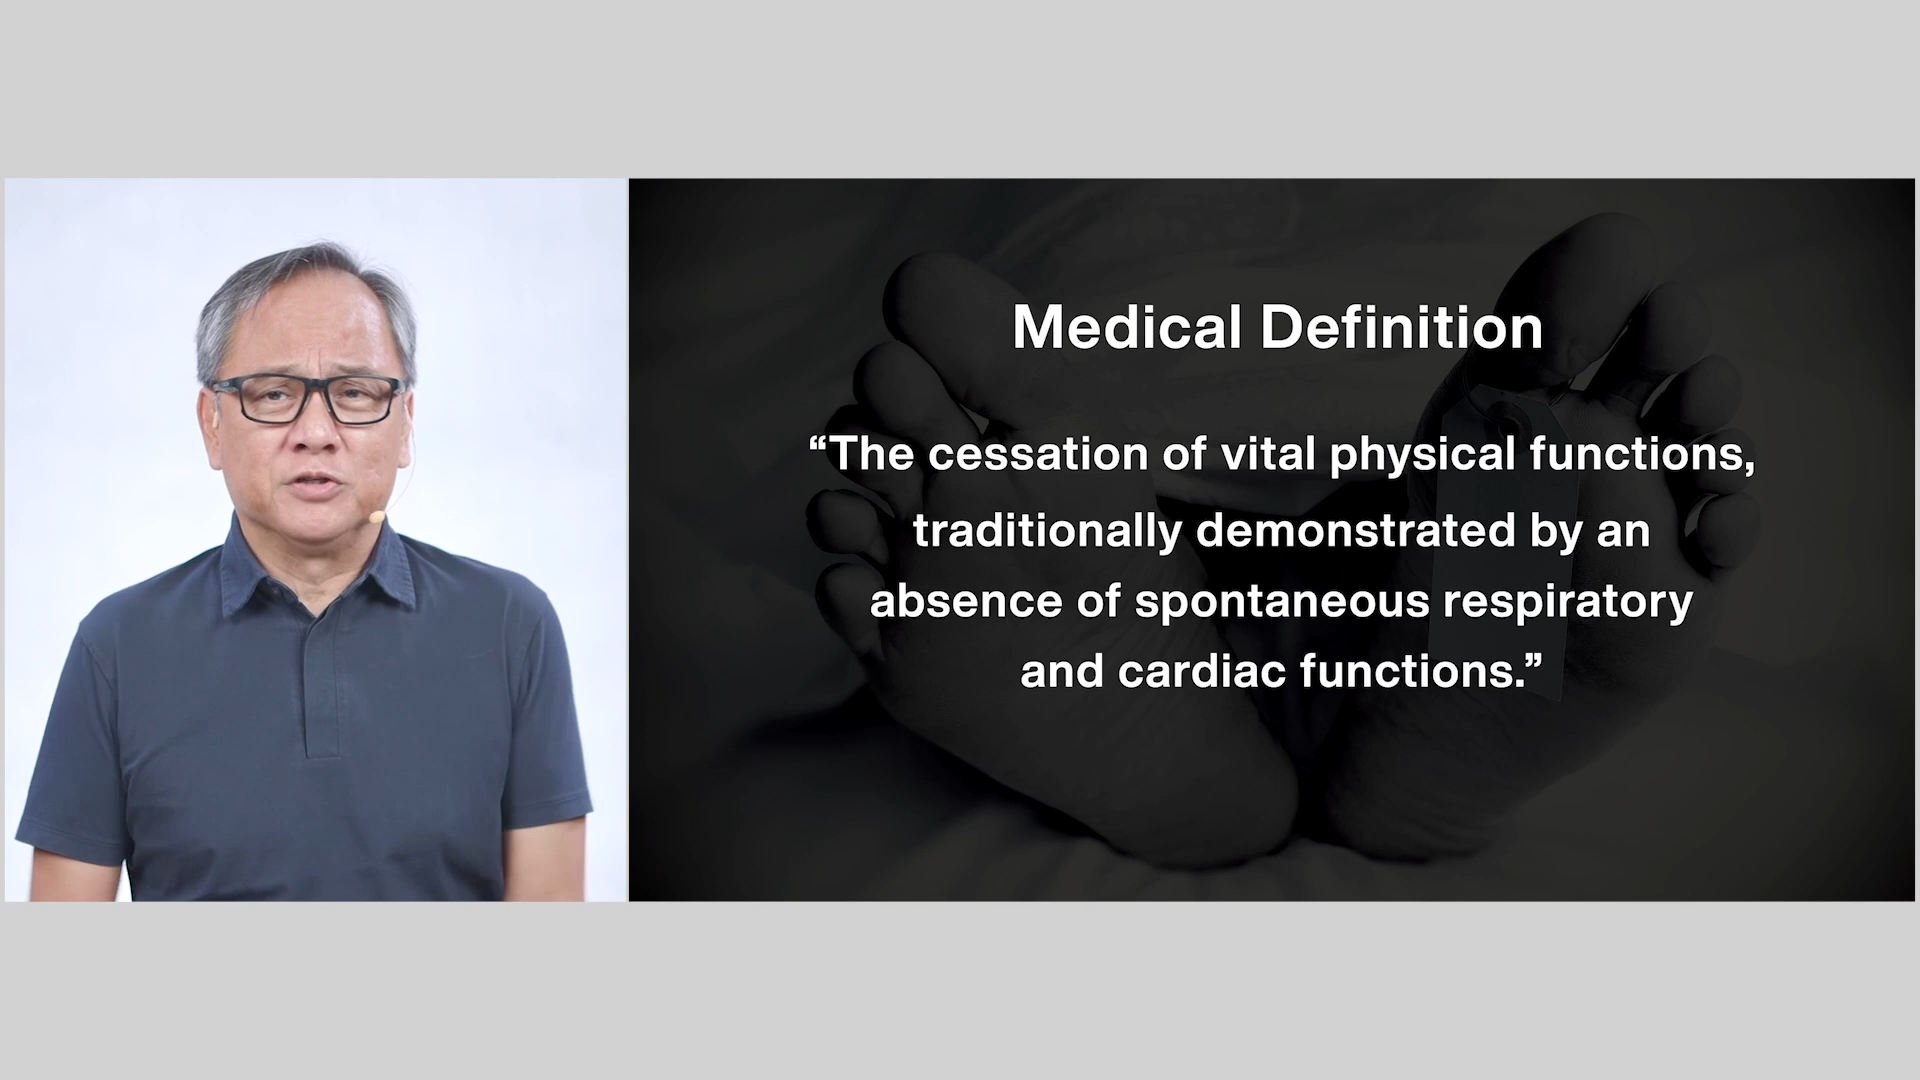 Medical Definition
“The cessation of vital physical functions,
traditionally demonstrated by an
absence of spontaneous respiratory
and cardiac functions.”